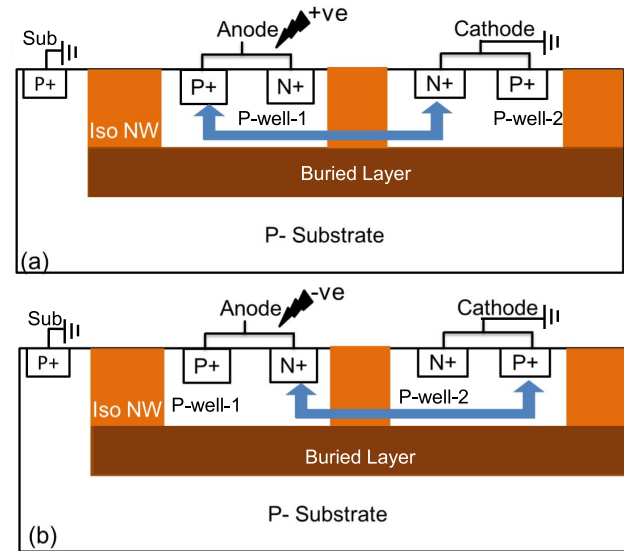 Sub
Anode
+ve
Cathode
P+
P+
N+
N+
P+
Iso NW
P-well-1
P-well-2
Buried Layer
P- Substrate
(a)
Sub
Anode
-ve
Cathode
P+
P+
N+
N+
P+
Iso NW
P-well-1
P-well-2
Buried Layer
P- Substrate
(b)